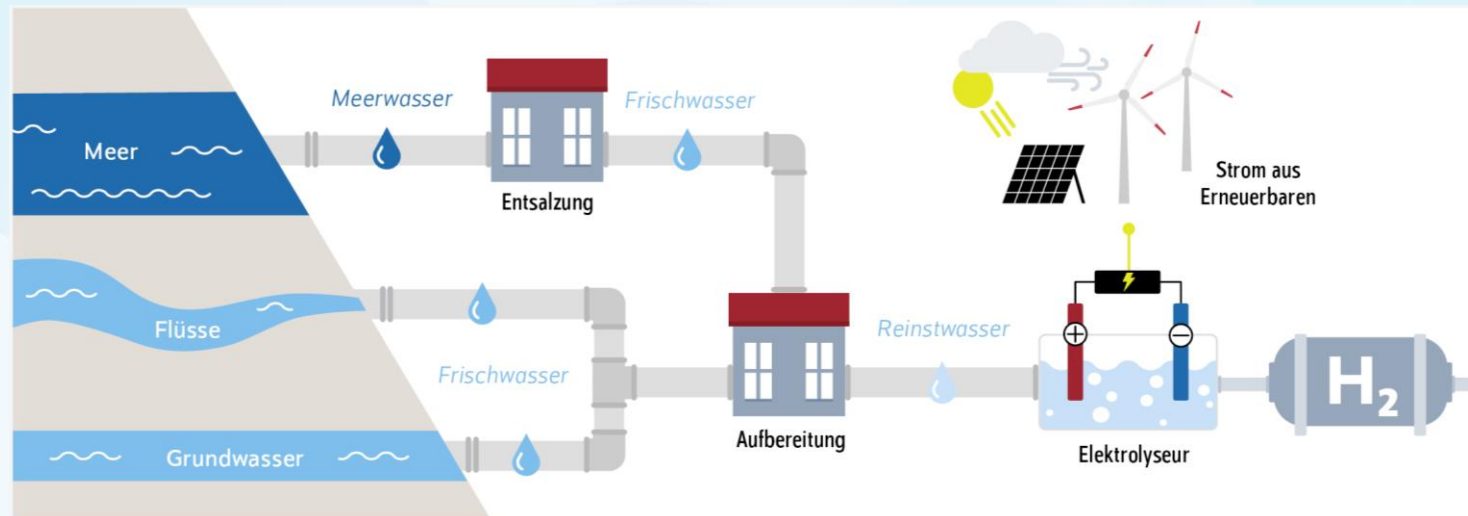 Meerwasser
Frischwasser
Meer
Entsalzung
Strom aus
Erneuerbaren
Flüsse
Frischwasser
Reinstwasser
+
−
H₂
Aufbereitung
Grundwasser
Elektrolyseur